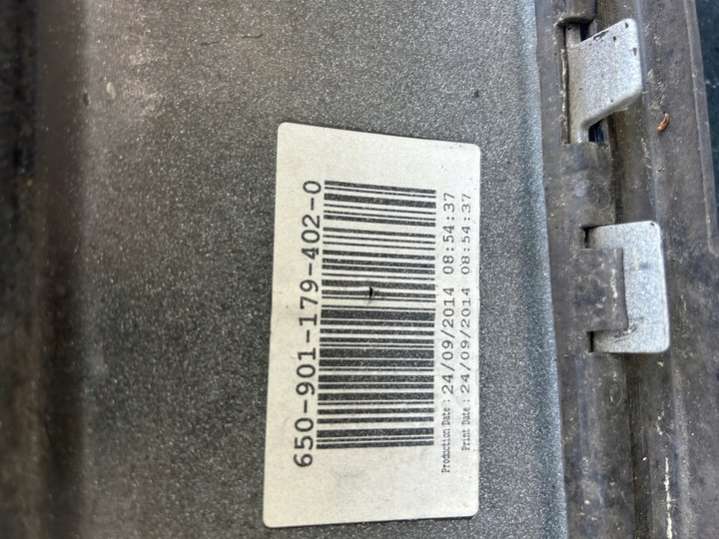 650-901-179-402-0
Production Date : 24/09/2014 08:54:37
Print Date : 24/09/2014 08:54:37